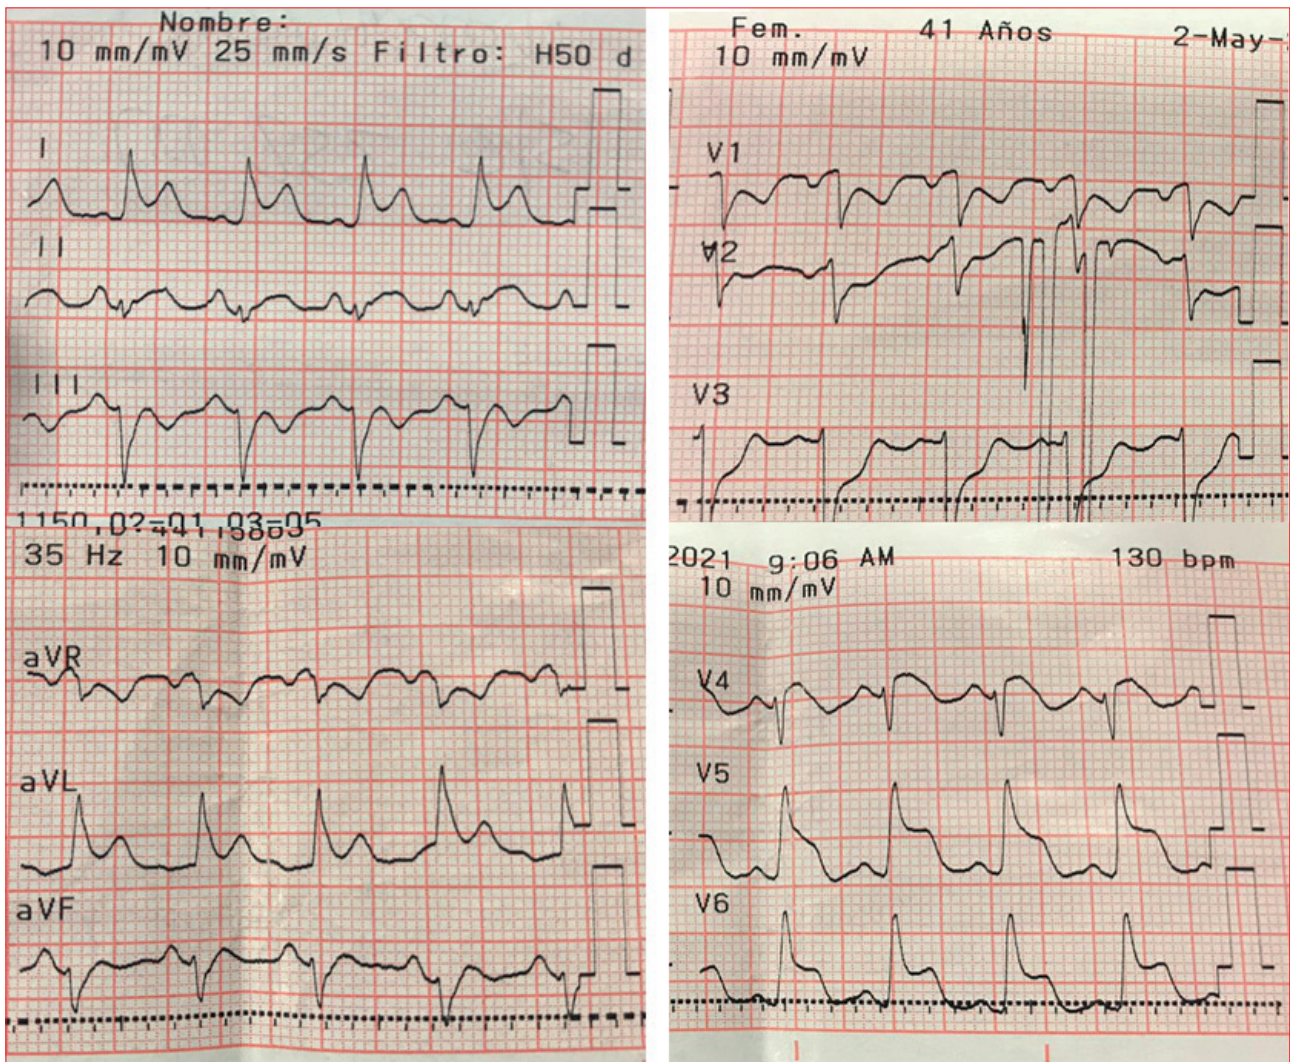 Nombre:
10 mm/mV 25 mm/s Filtro: H50 d
I
II
III
Fem. 41 Años 2-May-
10 mm/mV
V1
V2
V3
35 Hz 10 mm/mV
aVR
aVL
aVF
2021 9:06 AM 130 bpm
10 mm/mV
V4
V5
V6